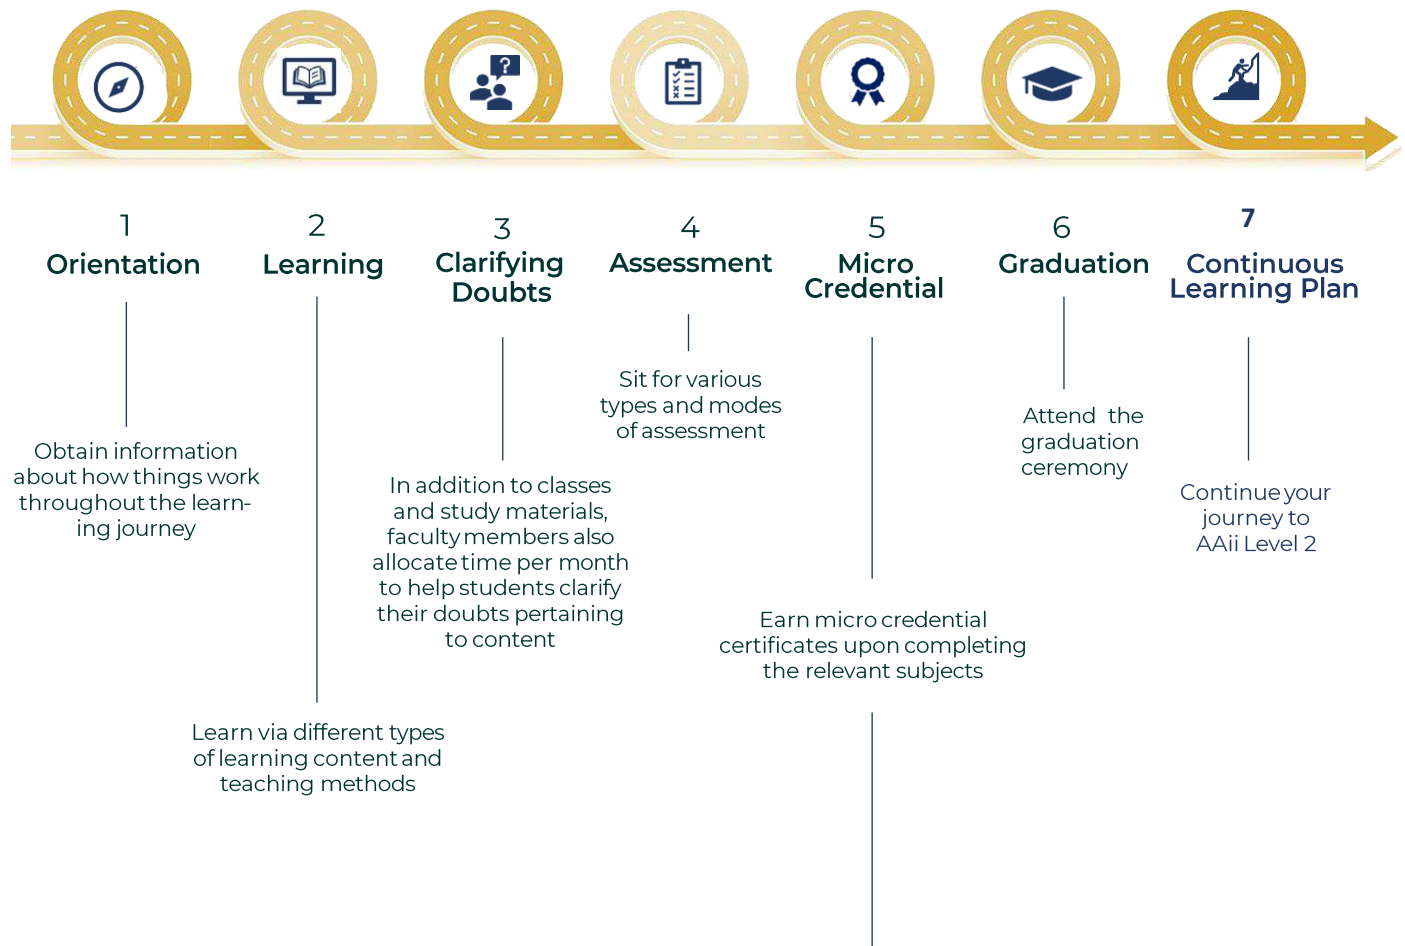 1
Orientation
Obtain information
about how things work
throughout the learn-
ing journey
2
Learning
Learn via different types
of learning content and
teaching methods
3
Clarifying
Doubts
In addition to classes
and study materials,
faculty members also
allocate time per month
to help students clarify
their doubts pertaining
to content
4
Assessment
Sit for various
types and modes
of assessment
5
Micro
Credential
Earn micro credential
certificates upon completing
the relevant subjects
6
Graduation
Attend the
graduation
ceremony
7
Continuous
Learning Plan
Continue your
journey to
AAii Level 2